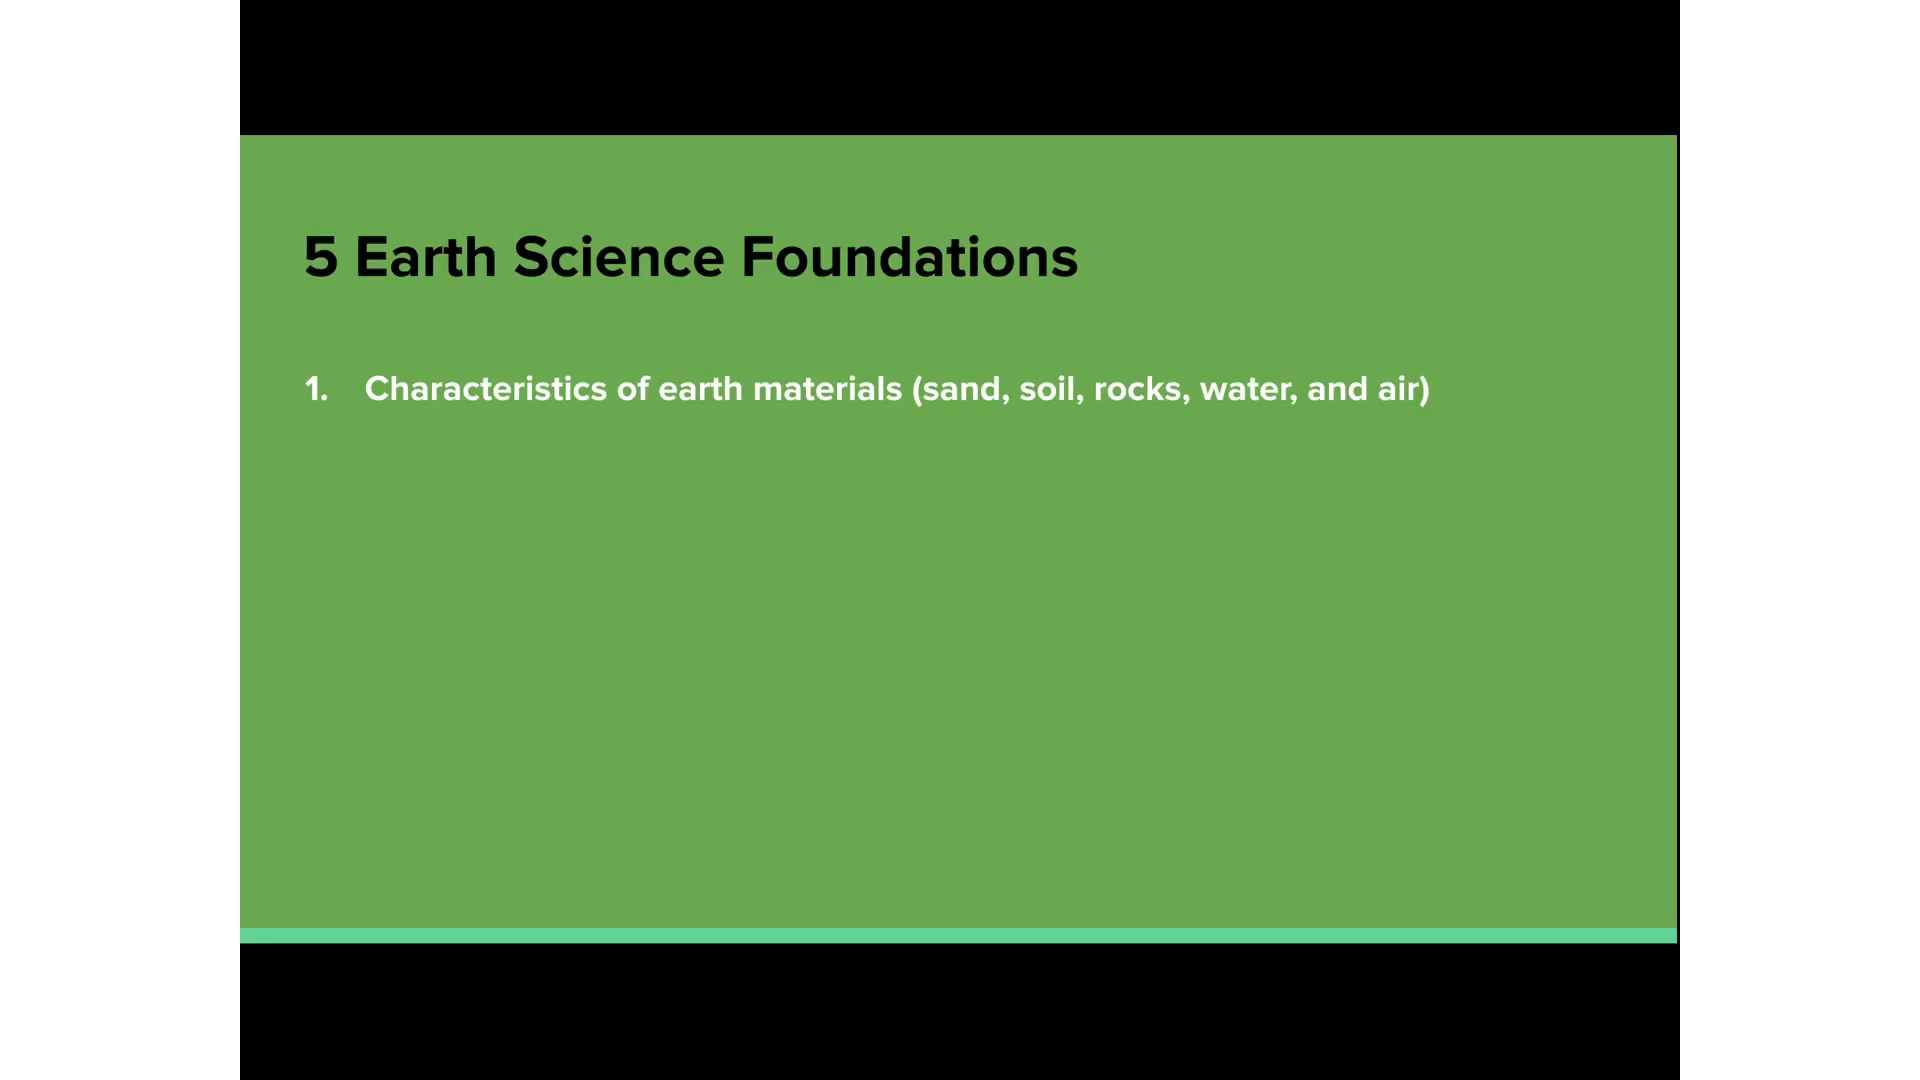 5 Earth Science Foundations
1. Characteristics of earth materials (sand, soil, rocks, water, and air)